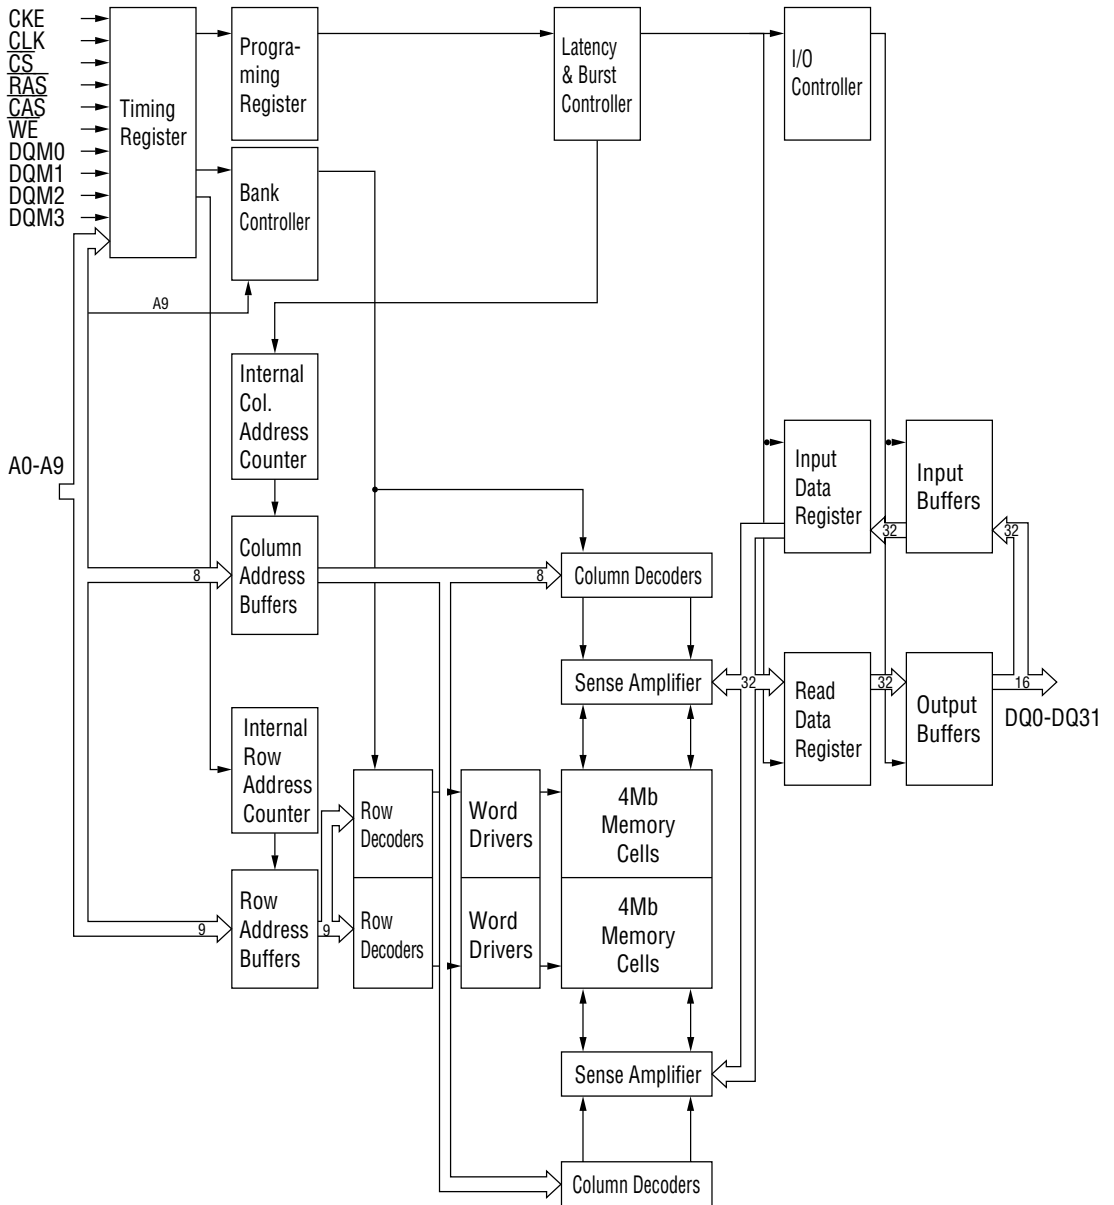 CKE
CLK
CS
RAS
CAS
WE
DQM0
DQM1
DQM2
DQM3
Timing
Register
Progra-
ming
Register
Latency
& Burst
Controller
I/O
Controller
Bank
Controller
A9
Internal
Col.
Address
Counter
A0-A9
Input
Data
Register
32
Input
Buffers
32
8
Column
Address
Buffers
8
Column Decoders
Sense Amplifier
32
Read
Data
Register
32
Output
Buffers
16
DQ0-DQ31
Internal
Row
Address
Counter
Row
Decoders
Word
Drivers
4Mb
Memory
Cells
9
Row
Address
Buffers
9
Row
Decoders
Word
Drivers
4Mb
Memory
Cells
Sense Amplifier
Column Decoders